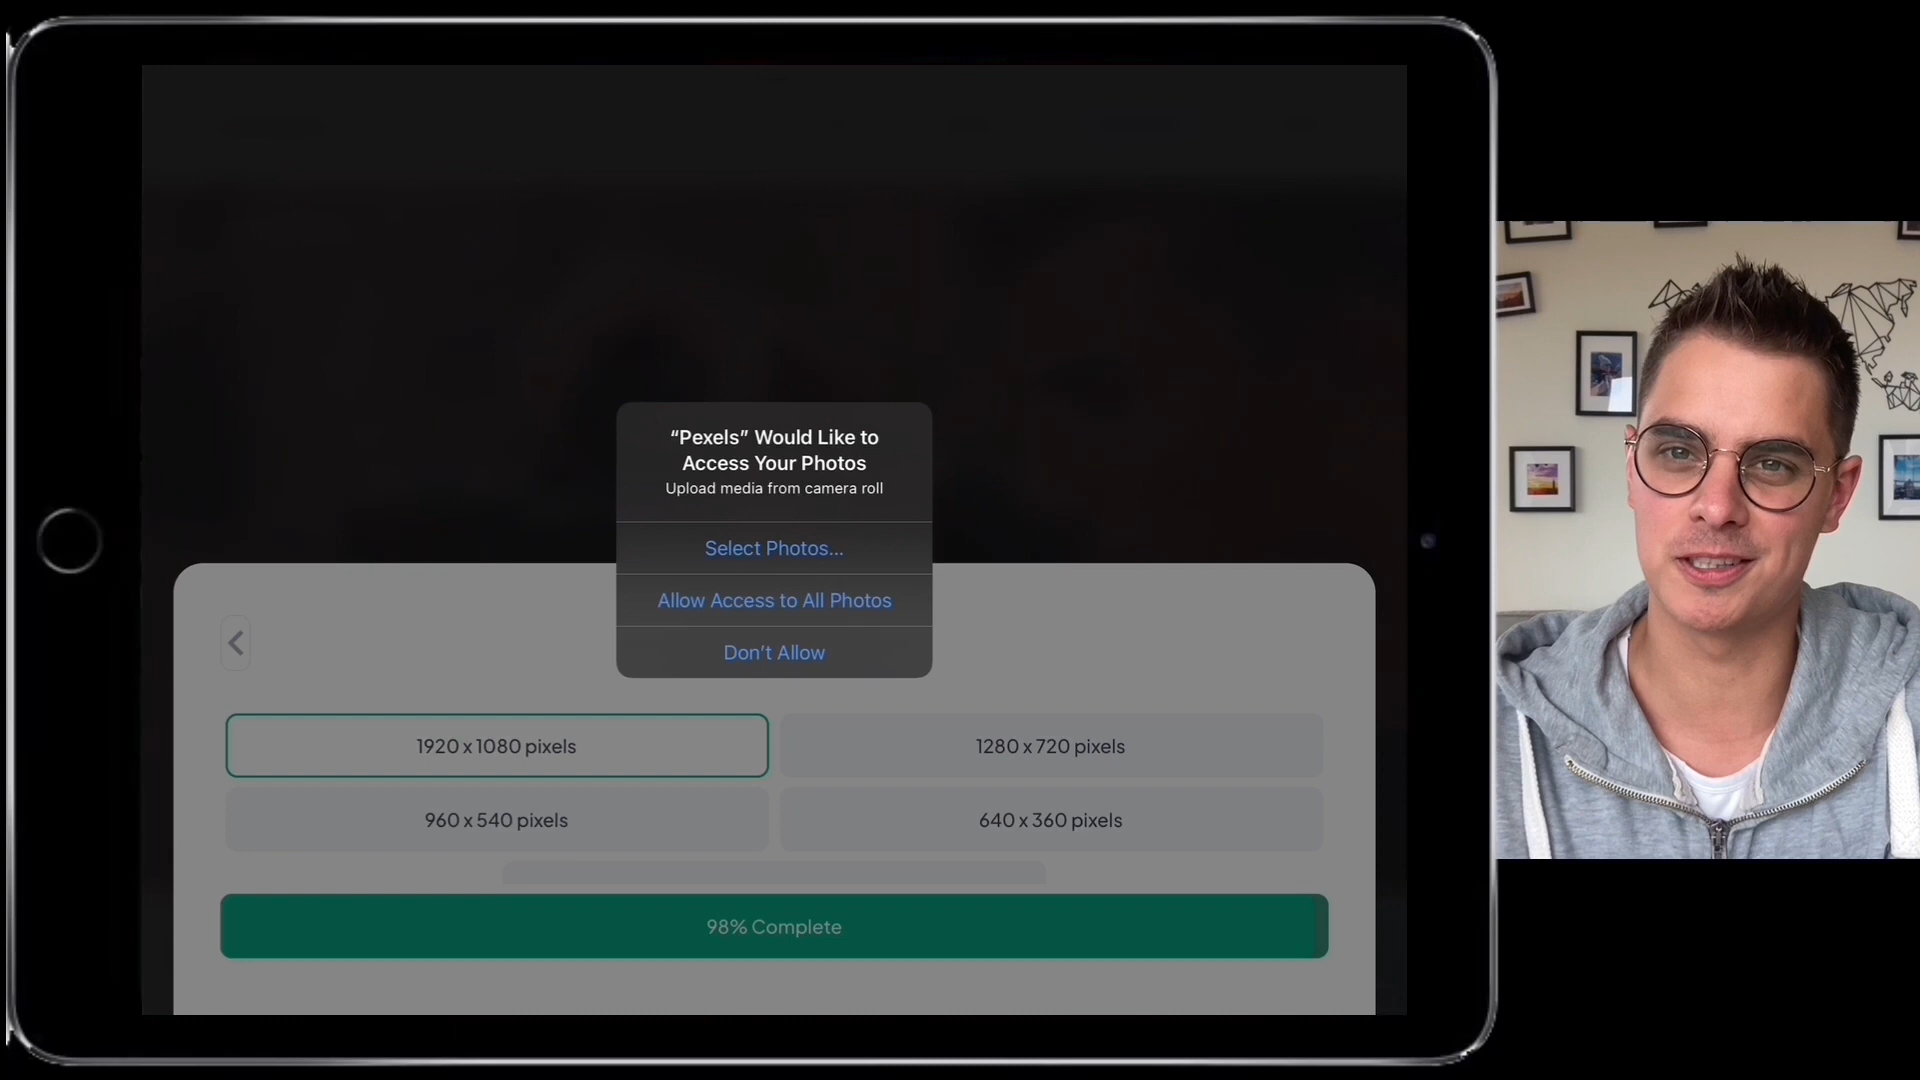 “Pexels” Would Like to
Access Your Photos
Upload media from camera roll
Select Photos...
Allow Access to All Photos
Don’t Allow
1920 x 1080 pixels
1280 x 720 pixels
960 x 540 pixels
640 x 360 pixels
98% Complete